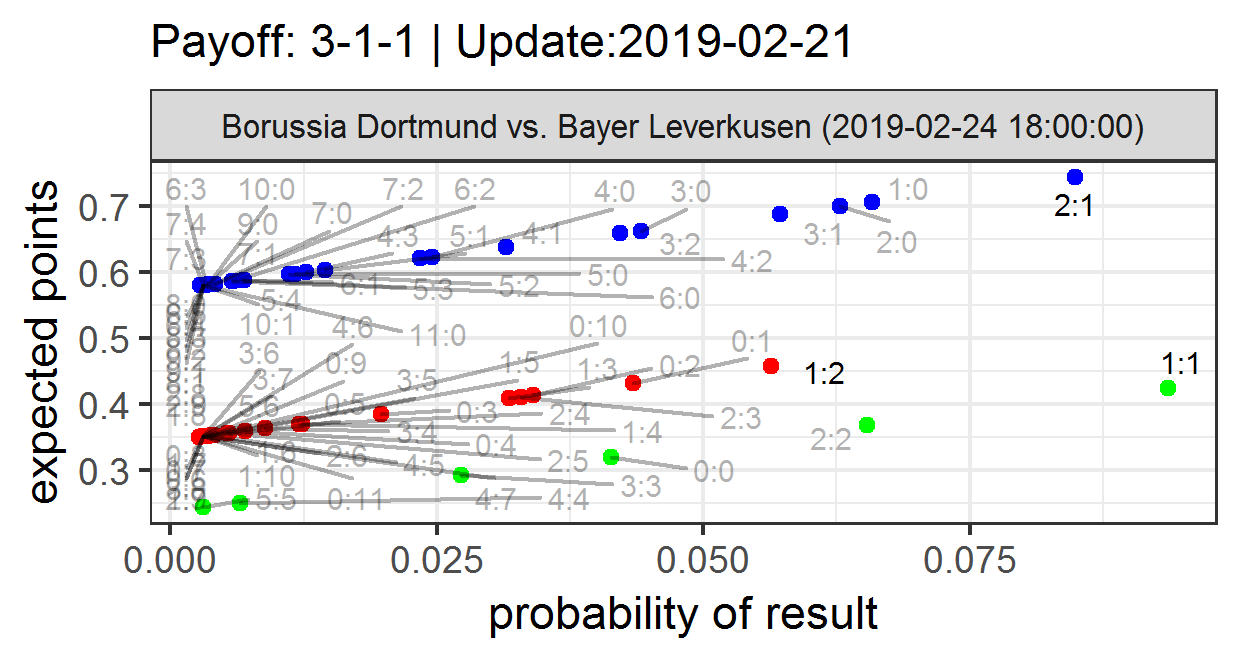 Payoff: 3-1-1 | Update:2019-02-21
Borussia Dortmund vs. Bayer Leverkusen (2019-02-24 18:00:00)
expected points
0.7
0.6
0.5
0.4
0.3
6:3 10:0 7:2 6:2 4:0 3:0 1:0
2:1
7:4 9:0 7:0 4:3 5:1 4:1 3:2 3:1 2:0
7:3 7:1 4:2
6:1 5:3 5:2 5:0
5:4 6:0
10:1 4:6 11:0 0:10
3:6 0:9 1:5 1:3 0:2 0:1
1:2
1:1
3:7 3:5
5:6 0:5 0:3 2:4 2:3
1:8
3:4 1:4 2:2
0:4
2:6 4:5 2:5 0:0
1:10 3:3
5:5 0:11 4:7 4:4
0.000 0.025 0.050 0.075
probability of result